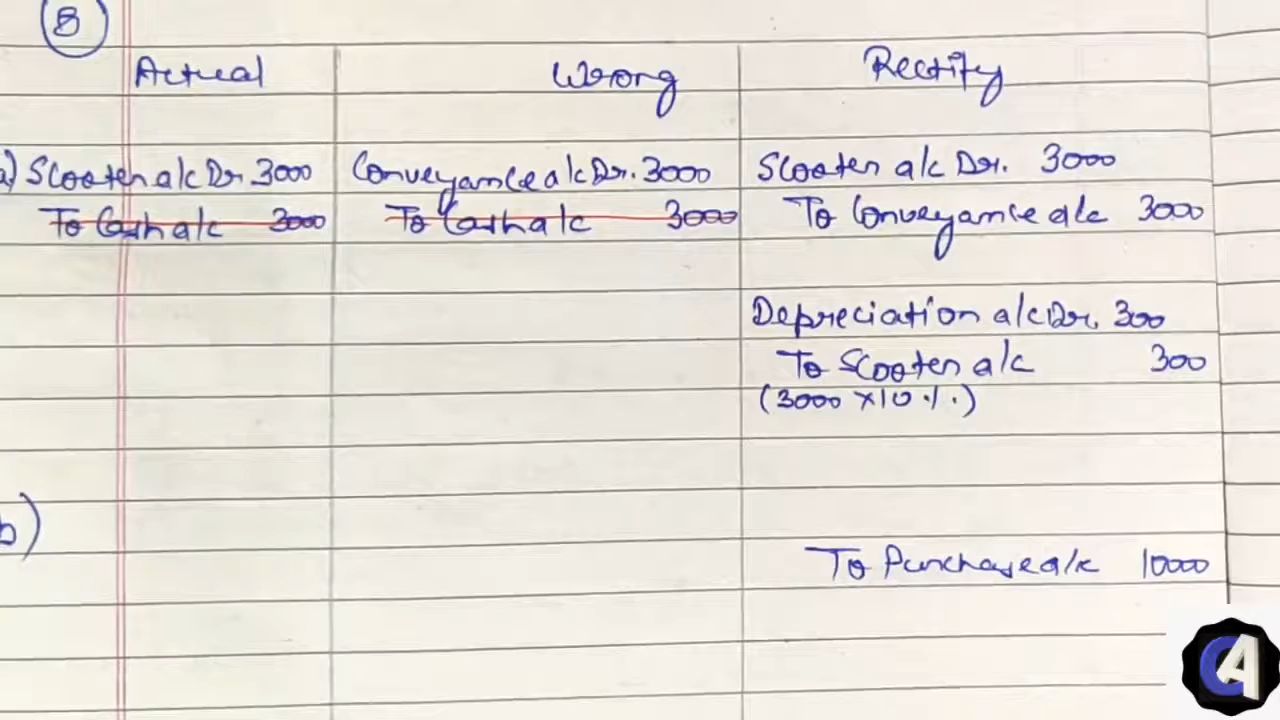 8
Actual Wrong Rectify
a) Scooter a/c Dr 3000 Conveyance a/c Dr. 3000 Scooter a/c Dr. 3000
To Cash a/c 3000 To Cash a/c 3000 To Conveyance a/c 3000
Depreciation a/c Dr. 300
To Scooter a/c 300
(3000 × 10 %)
b)
To Purchase a/c 10000
CA